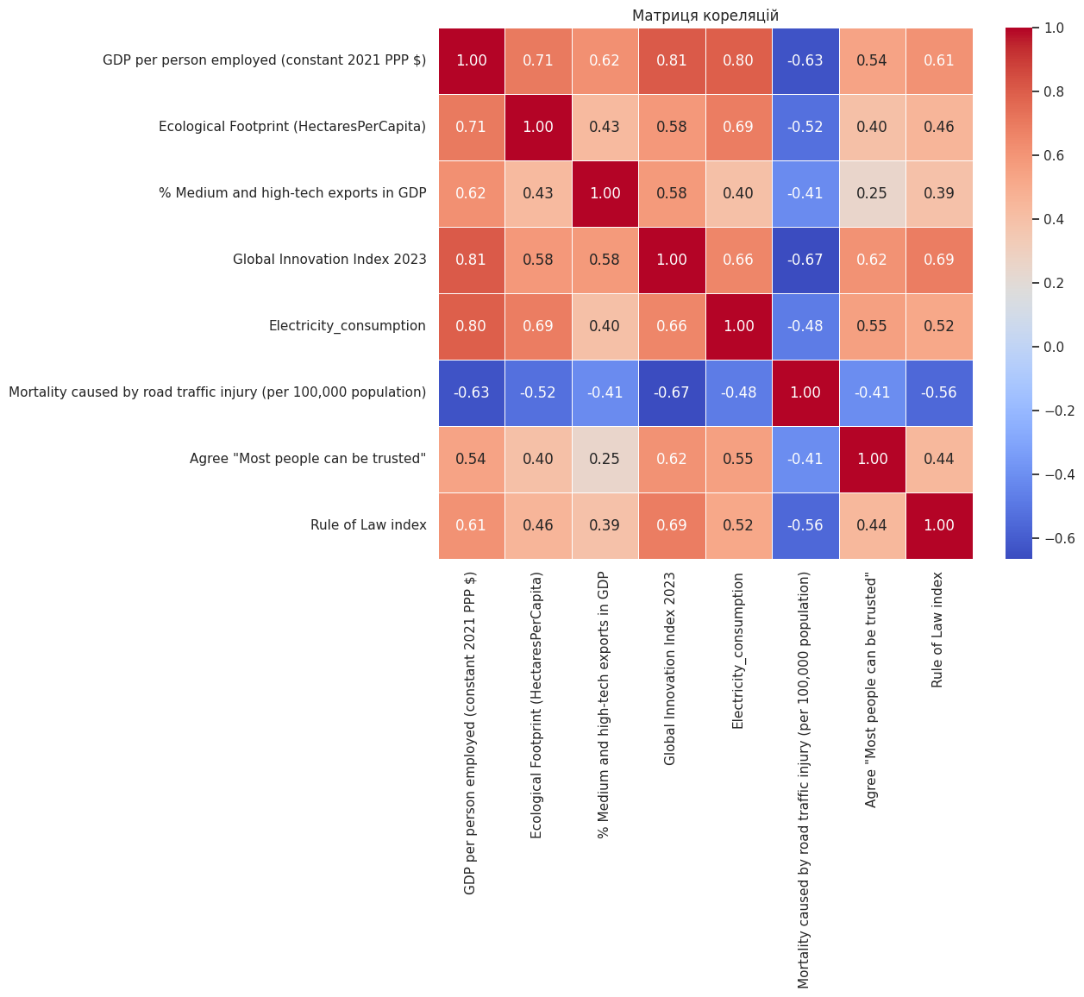 Матриця кореляцій
GDP per person employed (constant 2021 PPP $) 1.00 0.71 0.62 0.81 0.80 -0.63 0.54 0.61
Ecological Footprint (HectaresPerCapita) 0.71 1.00 0.43 0.58 0.69 -0.52 0.40 0.46
% Medium and high-tech exports in GDP 0.62 0.43 1.00 0.58 0.40 -0.41 0.25 0.39
Global Innovation Index 2023 0.81 0.58 0.58 1.00 0.66 -0.67 0.62 0.69
Electricity_consumption 0.80 0.69 0.40 0.66 1.00 -0.48 0.55 0.52
Mortality caused by road traffic injury (per 100,000 population) -0.63 -0.52 -0.41 -0.67 -0.48 1.00 -0.41 -0.56
Agree "Most people can be trusted" 0.54 0.40 0.25 0.62 0.55 -0.41 1.00 0.44
Rule of Law index 0.61 0.46 0.39 0.69 0.52 -0.56 0.44 1.00
GDP per person employed (constant 2021 PPP $)
Ecological Footprint (HectaresPerCapita)
% Medium and high-tech exports in GDP
Global Innovation Index 2023
Electricity_consumption
Mortality caused by road traffic injury (per 100,000 population)
Agree "Most people can be trusted"
Rule of Law index
1.0
0.8
0.6
0.4
0.2
0.0
−0.2
−0.4
−0.6